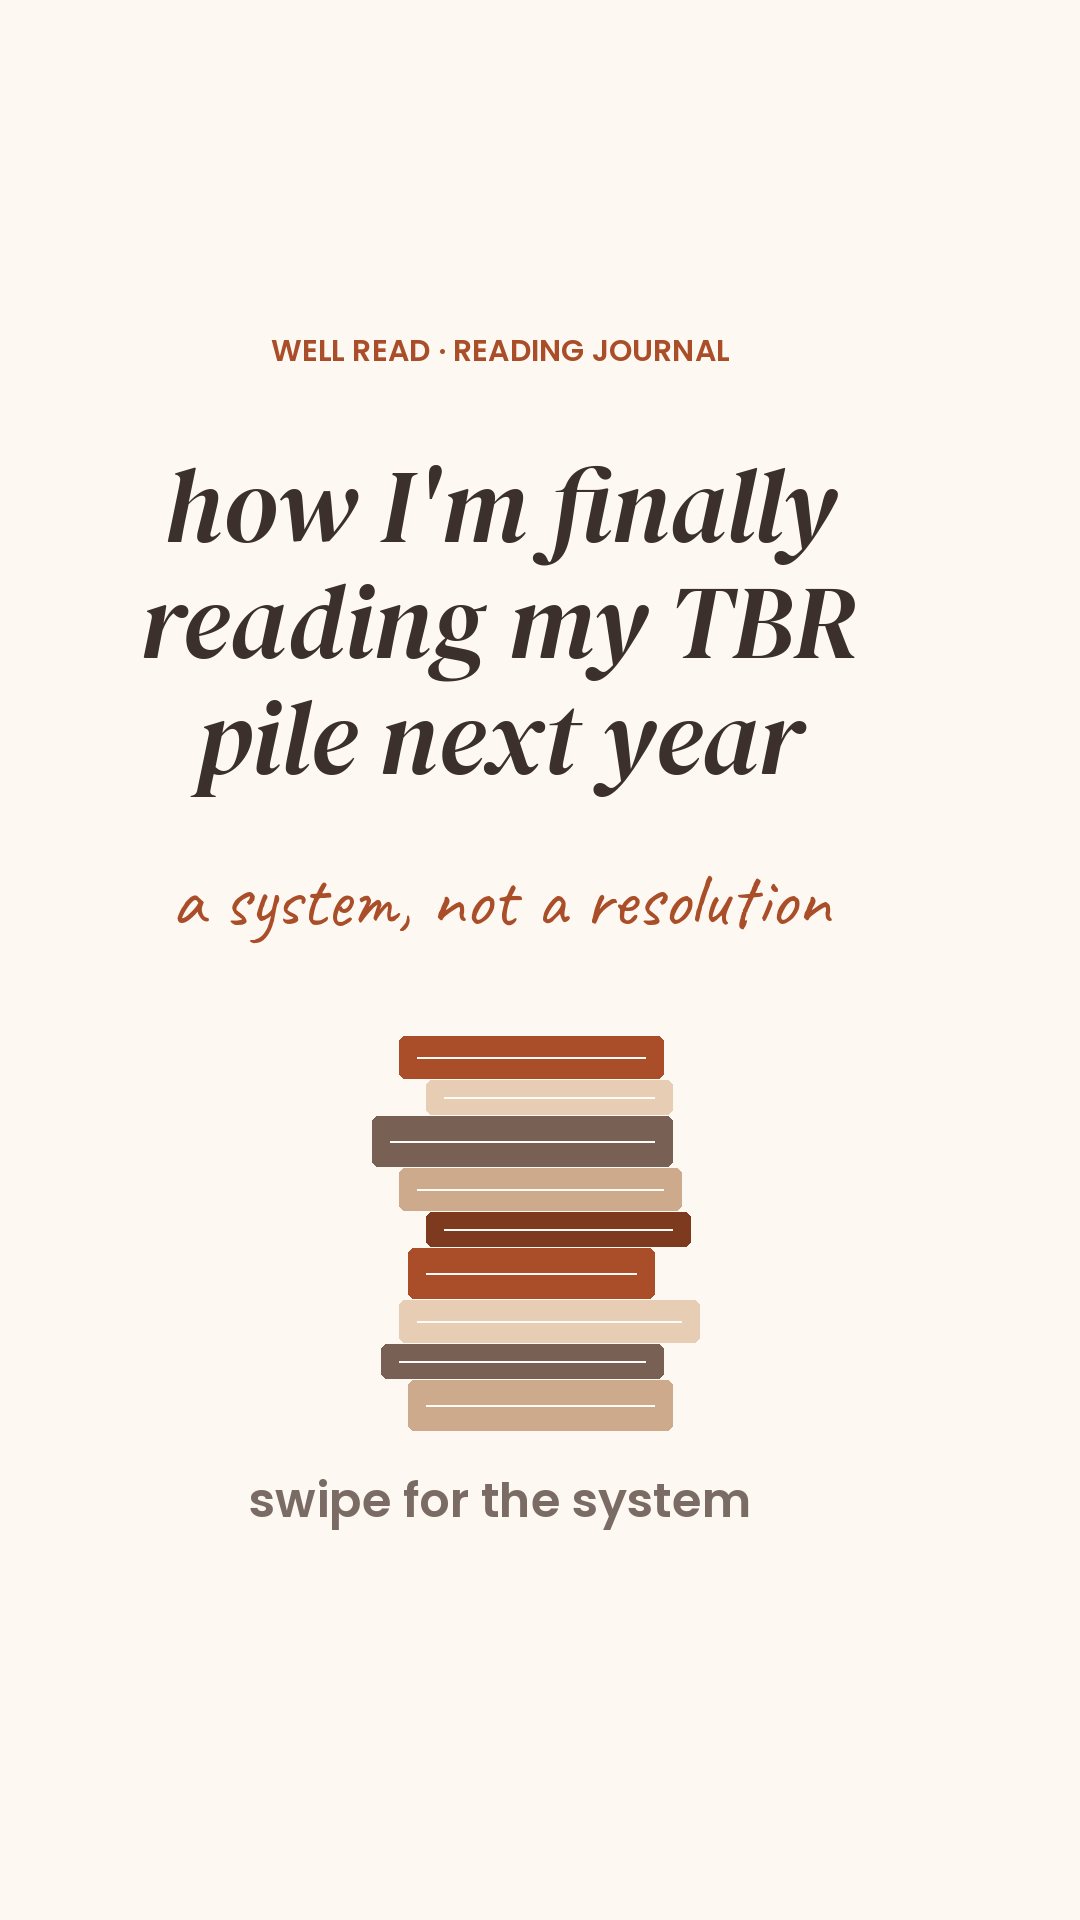 WELL READ · READING JOURNAL
how I'm finally
reading my TBR
pile next year
a system, not a resolution
swipe for the system